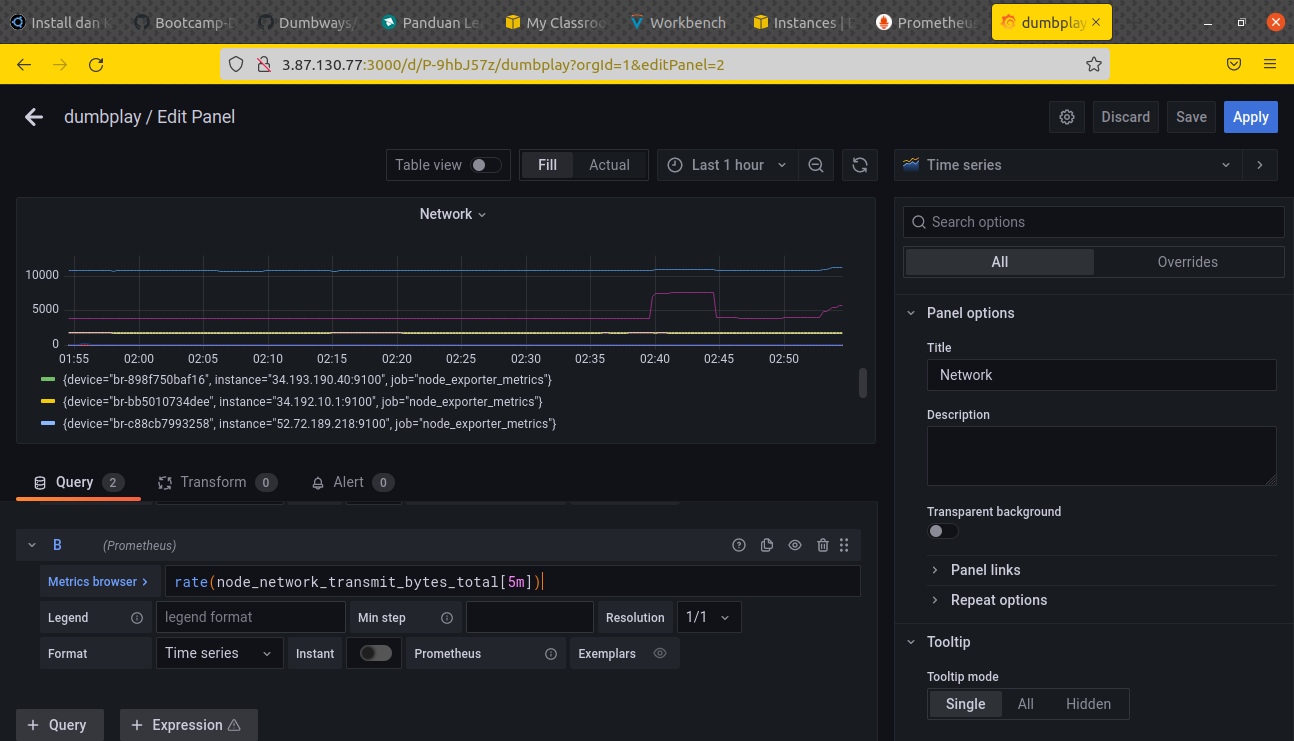 Install dan K
Bootcamp-D
Dumbways/
Panduan Le
My Classroo
Workbench
Instances |
Prometheus
dumbplay
3.87.130.77:3000/d/P-9hbJ57z/dumbplay?orgId=1&editPanel=2
dumbplay / Edit Panel
Discard
Save
Apply
Table view
Fill
Actual
Last 1 hour
Time series
Network
Search options
All
Overrides
10000
5000
0
01:55 02:00 02:05 02:10 02:15 02:20 02:25 02:30 02:35 02:40 02:45 02:50
{device="br-898f750baf16", instance="34.193.190.40:9100", job="node_exporter_metrics"}
{device="br-bb5010734dee", instance="34.192.10.1:9100", job="node_exporter_metrics"}
{device="br-c88cb7993258", instance="52.72.189.218:9100", job="node_exporter_metrics"}
Panel options
Title
Network
Description
Transparent background
Panel links
Repeat options
Tooltip
Tooltip mode
Single
All
Hidden
Query 2
Transform 0
Alert 0
B (Prometheus)
Metrics browser > rate(node_network_transmit_bytes_total[5m])
Legend legend format Min step Resolution 1/1
Format Time series Instant Prometheus Exemplars
+ Query
+ Expression